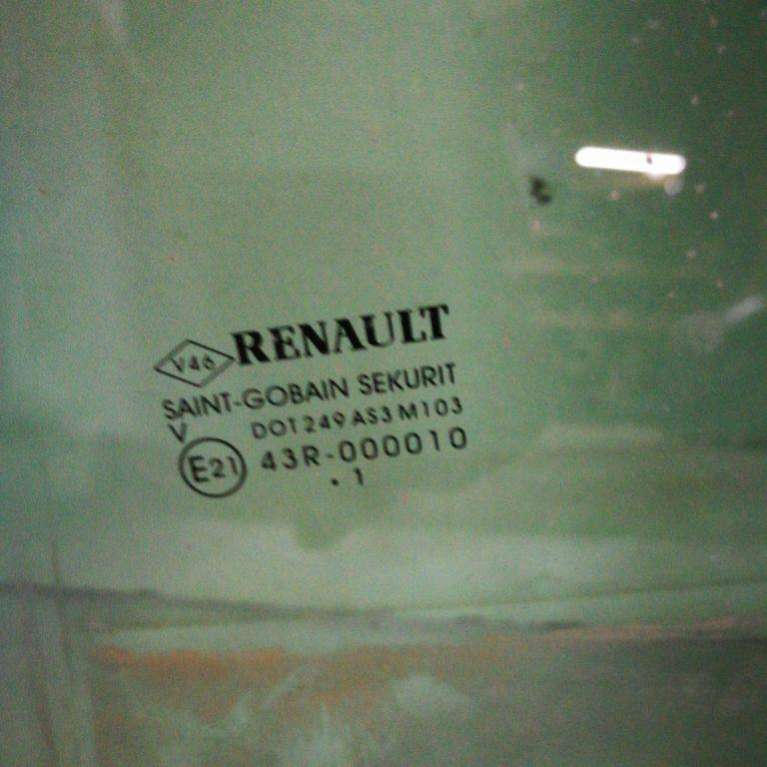 V46 RENAULT
SAINT-GOBAIN SEKURIT
V DOT 249 AS3 M103
E21 43R-000010
. 1